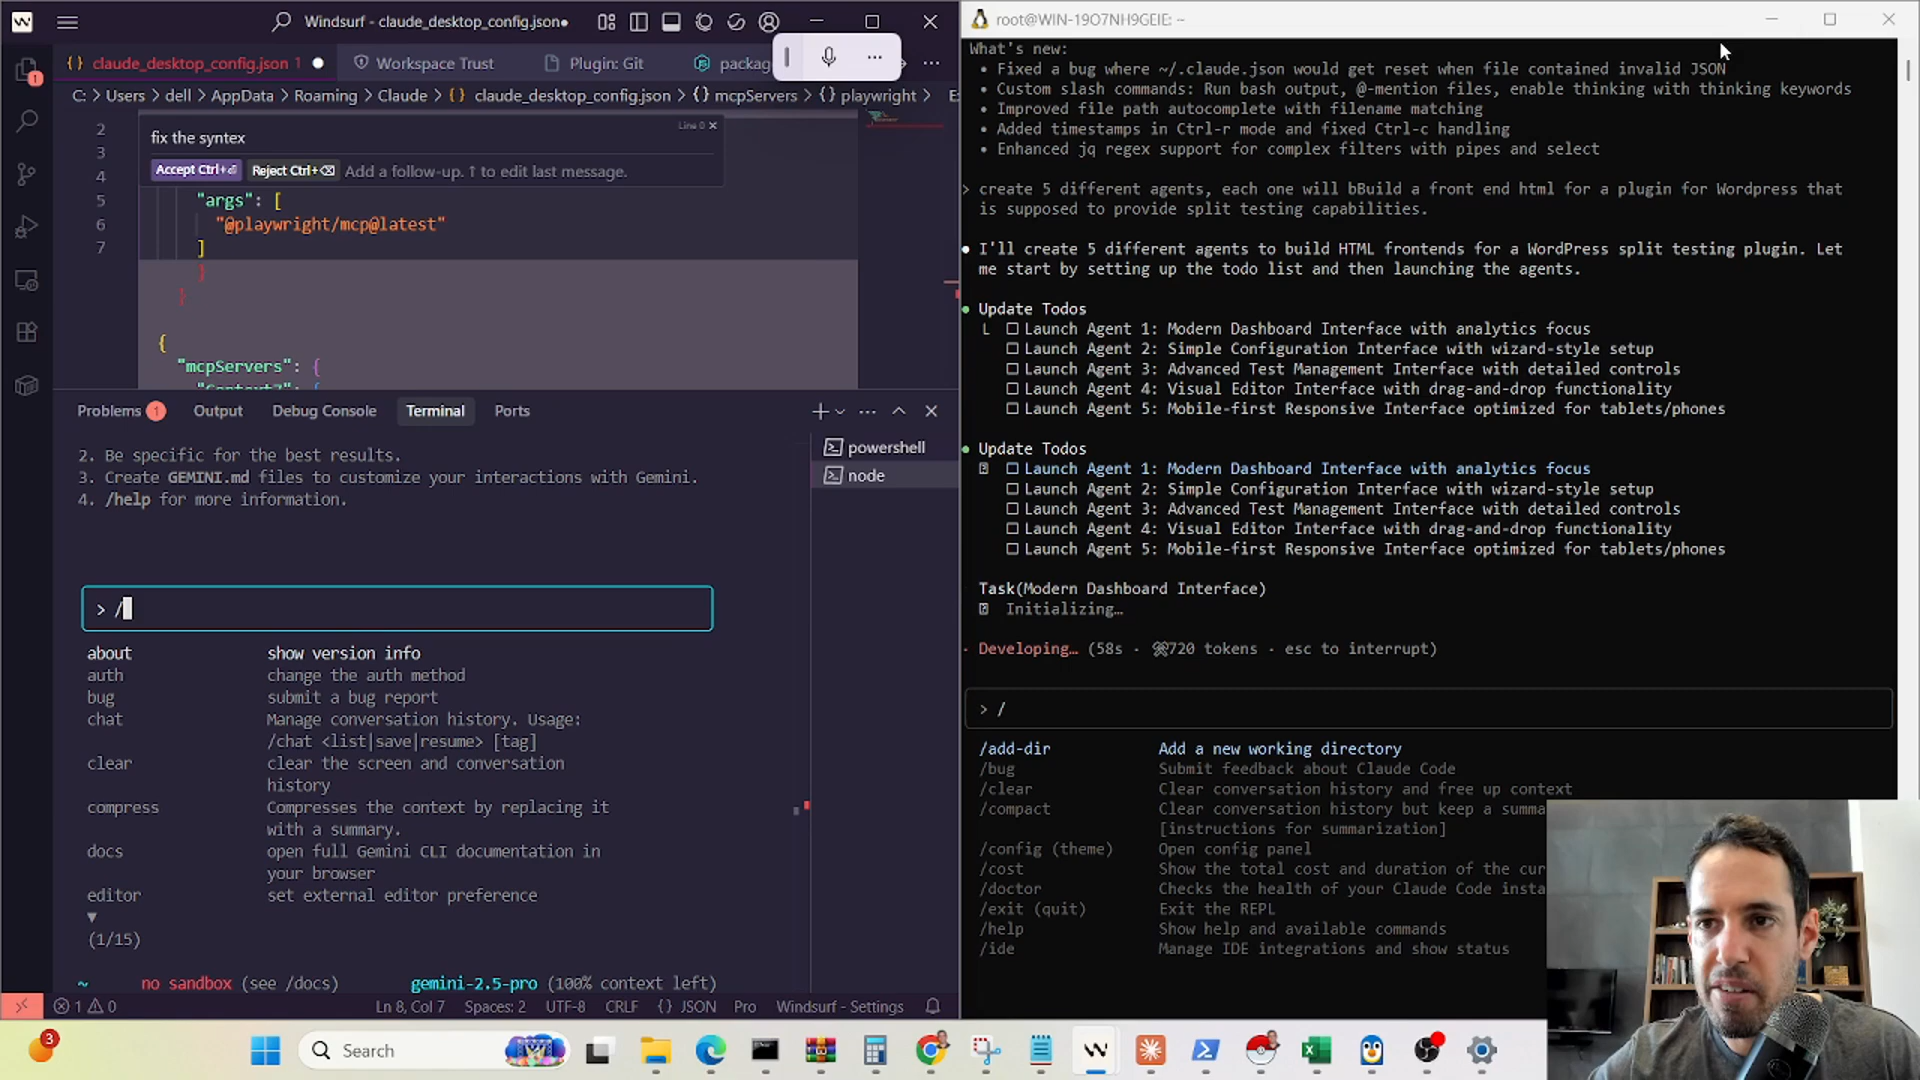 Windsurf - claude_desktop_config.json●
claude_desktop_config.json 1
Workspace Trust
Plugin: Git
packag
C: > Users > dell > AppData > Roaming > Claude > {} claude_desktop_config.json > {} mcpServers > {} playwright >
fix the syntex
Line 0 ×
Accept Ctrl+⏎ Reject Ctrl+⌫ Add a follow-up. ↑ to edit last message.
2
3
4
5 "args": [
6 "@playwright/mcp@latest"
7 ]
}
}
{
"mcpServers": {
"Context7": {
Problems 1 Output Debug Console Terminal Ports
powershell
node
2. Be specific for the best results.
3. Create GEMINI.md files to customize your interactions with Gemini.
4. /help for more information.
> /
about show version info
auth change the auth method
bug submit a bug report
chat Manage conversation history. Usage:
/chat <list|save|resume> [tag]
clear clear the screen and conversation
history
compress Compresses the context by replacing it
with a summary.
docs open full Gemini CLI documentation in
your browser
editor set external editor preference
▼
(1/15)
~ no sandbox (see /docs) gemini-2.5-pro (100% context left)
1 0 Ln 8, Col 7 Spaces: 2 UTF-8 CRLF {} JSON Pro Windsurf - Settings
root@WIN-19O7NH9GEIE: ~
What's new:
• Fixed a bug where ~/.claude.json would get reset when file contained invalid JSON
• Custom slash commands: Run bash output, @-mention files, enable thinking with thinking keywords
• Improved file path autocomplete with filename matching
• Added timestamps in Ctrl-r mode and fixed Ctrl-c handling
• Enhanced jq regex support for complex filters with pipes and select
> create 5 different agents, each one will bBuild a front end html for a plugin for Wordpress that
is supposed to provide split testing capabilities.
● I'll create 5 different agents to build HTML frontends for a WordPress split testing plugin. Let
me start by setting up the todo list and then launching the agents.
● Update Todos
L ☐ Launch Agent 1: Modern Dashboard Interface with analytics focus
☐ Launch Agent 2: Simple Configuration Interface with wizard-style setup
☐ Launch Agent 3: Advanced Test Management Interface with detailed controls
☐ Launch Agent 4: Visual Editor Interface with drag-and-drop functionality
☐ Launch Agent 5: Mobile-first Responsive Interface optimized for tablets/phones
● Update Todos
☐ Launch Agent 1: Modern Dashboard Interface with analytics focus
☐ Launch Agent 2: Simple Configuration Interface with wizard-style setup
☐ Launch Agent 3: Advanced Test Management Interface with detailed controls
☐ Launch Agent 4: Visual Editor Interface with drag-and-drop functionality
☐ Launch Agent 5: Mobile-first Responsive Interface optimized for tablets/phones
Task(Modern Dashboard Interface)
Initializing…
· Developing… (58s · 720 tokens · esc to interrupt)
> /
/add-dir Add a new working directory
/bug Submit feedback about Claude Code
/clear Clear conversation history and free up context
/compact Clear conversation history but keep a summa
[instructions for summarization]
/config (theme) Open config panel
/cost Show the total cost and duration of the cur
/doctor Checks the health of your Claude Code insta
/exit (quit) Exit the REPL
/help Show help and available commands
/ide Manage IDE integrations and show status
3
Search